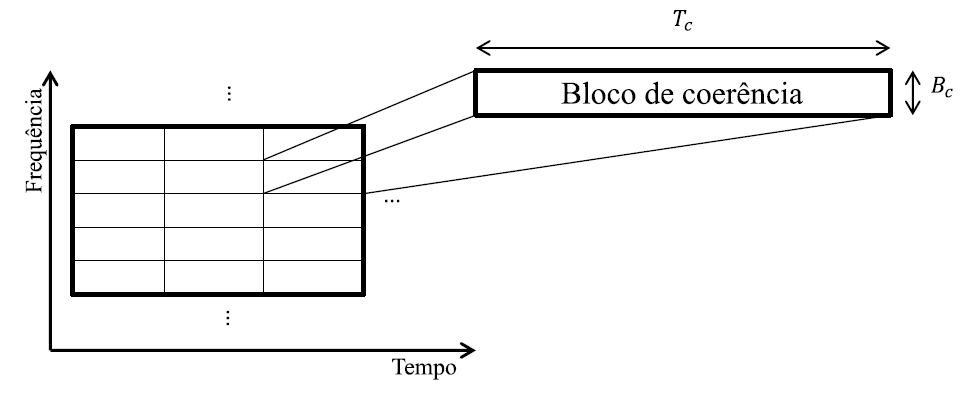 T_c
Bloco de coerência
B_c
Frequência
⋮
...
⋮
Tempo